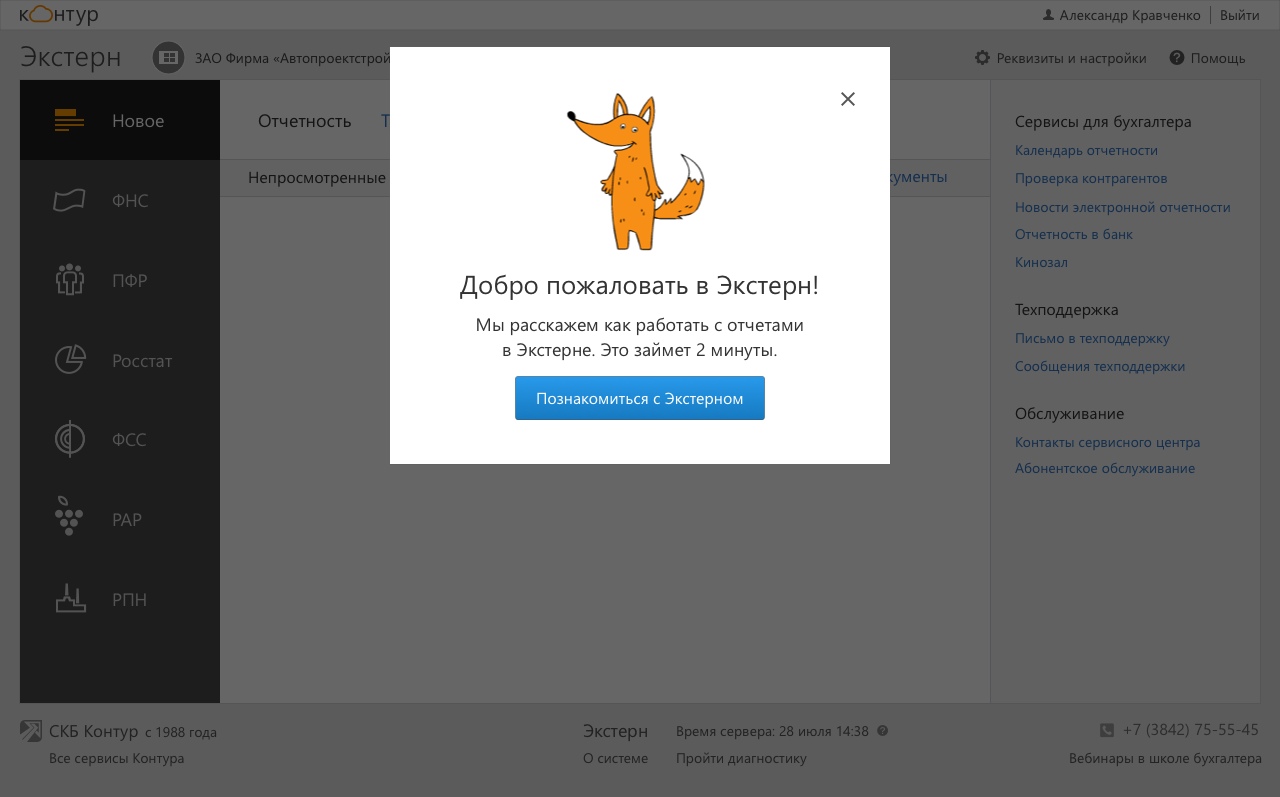 контур
Александр Кравченко
Выйти
Экстерн
ЗАО Фирма «Автопроектстрой
Реквизиты и настройки
Помощь
Новое
ФНС
ПФР
Росстат
ФСС
РАР
РПН
Отчетность
Т
Непросмотренные
кументы
Добро пожаловать в Экстерн!
Мы расскажем как работать с отчетами
в Экстерне. Это займет 2 минуты.
Познакомиться с Экстерном
Сервисы для бухгалтера
Календарь отчетности
Проверка контрагентов
Новости электронной отчетности
Отчетность в банк
Кинозал
Техподдержка
Письмо в техподдержку
Сообщения техподдержки
Обслуживание
Контакты сервисного центра
Абонентское обслуживание
СКБ Контур с 1988 года
Все сервисы Контура
Экстерн
О системе
Время сервера: 28 июля 14:38
Пройти диагностику
+7 (3842) 75-55-45
Вебинары в школе бухгалтера